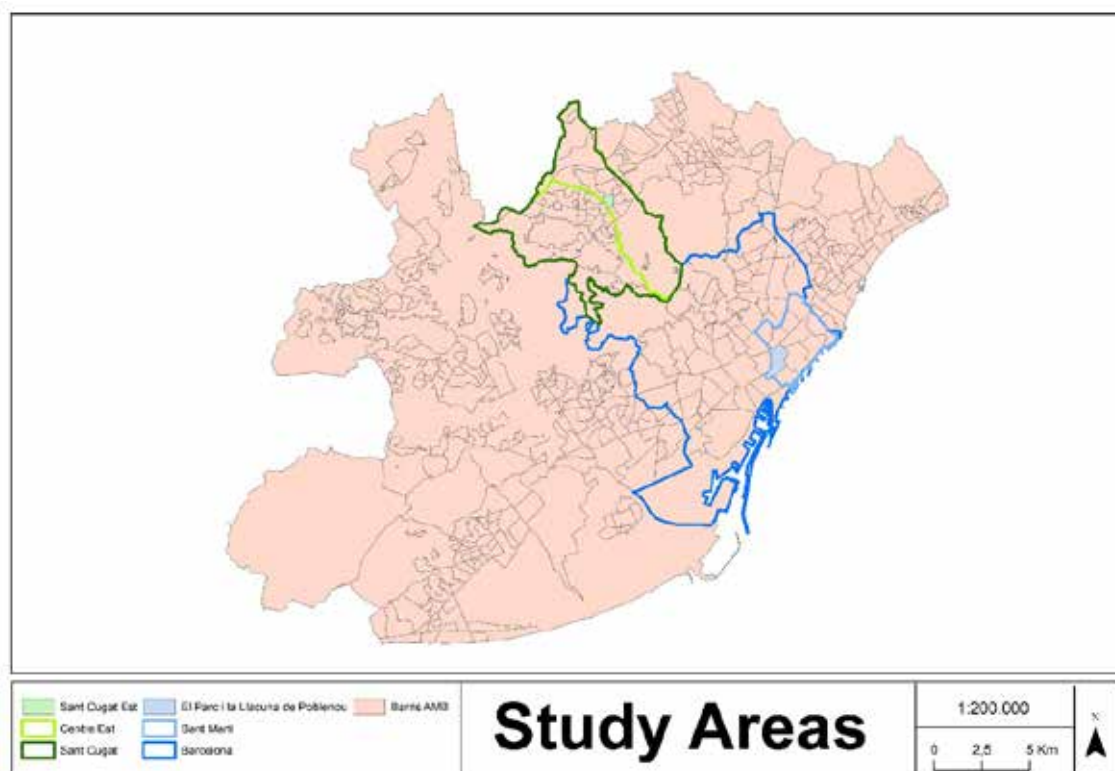 Sant Cugat Est
El Parc i la Llacuna de Poblenou
Barris AMB
Centre Est
Sant Martí
Sant Cugat
Barcelona
Study Areas
1:200.000
0 2,5 5 Km
N